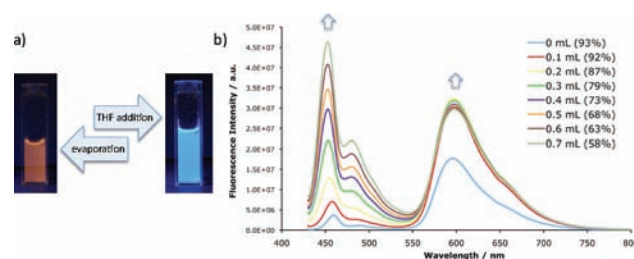 a)
THF addition
evaporation
b)
Fluorescence Intensity / a.u.
5.0E+07
4.5E+07
4.0E+07
3.5E+07
3.0E+07
2.5E+07
2.0E+07
1.5E+07
1.0E+07
5.0E+06
0.0E+00
400
450
500
550
600
650
700
750
800
Wavelength / nm
0 mL (93%)
0.1 mL (92%)
0.2 mL (87%)
0.3 mL (79%)
0.4 mL (73%)
0.5 mL (68%)
0.6 mL (63%)
0.7 mL (58%)